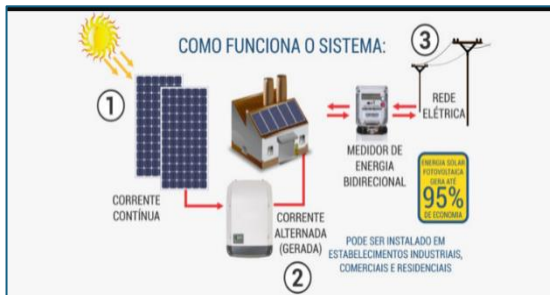 COMO FUNCIONA O SISTEMA:
1
3
REDE
ELÉTRICA
MEDIDOR DE
ENERGIA
BIDIRECIONAL
ENERGIA SOLAR
FOTOVOLTAICA
GERA ATÉ
95%
DE ECONOMIA
CORRENTE
CONTÍNUA
CORRENTE
ALTERNADA
(GERADA)
2
PODE SER INSTALADO EM
ESTABELECIMENTOS INDUSTRIAIS,
COMERCIAIS E RESIDENCIAIS